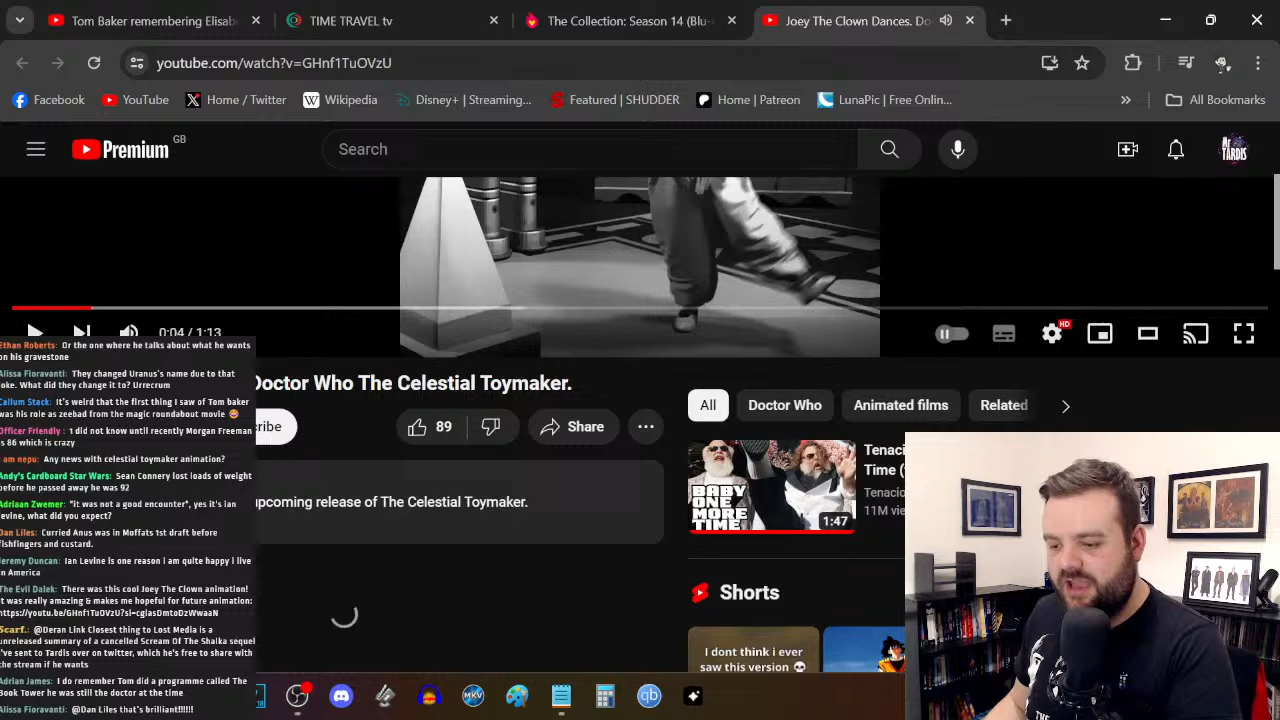 Tom Baker remembering Elisabe
TIME TRAVEL tv
The Collection: Season 14 (Blu-
Joey The Clown Dances. Do
youtube.com/watch?v=GHnf1TuOVzU
Facebook
YouTube
Home / Twitter
Wikipedia
Disney+ | Streaming...
Featured | SHUDDER
Home | Patreon
LunaPic | Free Onlin...
All Bookmarks
Premium
GB
Search
Mr TARDIS
0:04 / 1:13
HD
Doctor Who The Celestial Toymaker.
ibe
89
Share
upcoming release of The Celestial Toymaker.
All
Doctor Who
Animated films
Related
BABY
ONE
MORE
TIME
1:47
Tenac
Time (
Tenacio
11M vie
Shorts
I dont think i ever
saw this version
Ethan Roberts: Or the one where he talks about what he wants
on his gravestone
Alissa Fioravanti: They changed Uranus's name due to that
joke. What did they change it to? Urrecrum
Callum Stack: It's weird that the first thing I saw of Tom baker
was his role as zeebad from the magic roundabout movie
Officer Friendly : I did not know until recently Morgan Freeman
is 86 which is crazy
I am nepu: Any news with celestial toymaker animation?
Andy's Cardboard Star Wars: Sean Connery lost loads of weight
before he passed away he was 92
Adriaan Zwemer: "it was not a good encounter", yes it's ian
levine, what did you expect?
Dan Liles: Curried Anus was in Moffats 1st draft before
fishfingers and custard.
Jeremy Duncan: Ian Levine is one reason I am quite happy i live
in America
The Evil Dalek: There was this cool Joey The Clown animation!
It was really amazing & makes me hopeful for future animation:
https://youtu.be/GHnf1TuOVzU?si=cglasDmtoDzWwaaN
Scarf.: @Deran Link Closest thing to Lost Media is a
unreleased summary of a cancelled Scream Of The Shalka sequel
I've sent to Tardis over on twitter, which he's free to share with
the stream if he wants
Adrian James: I do remember Tom did a programme called The
Book Tower he was still the doctor at the time
Alissa Fioravanti: @Dan Liles that's brilliant!!!!!!
MKV
qb